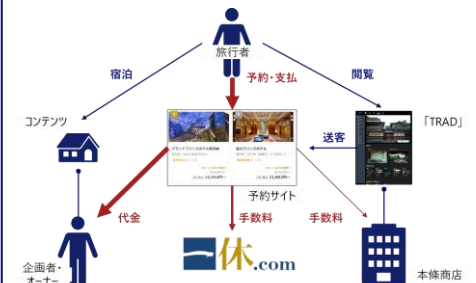 旅行者
宿泊
予約・支払
閲覧
コンテンツ
「TRAD」
送客
予約サイト
代金
手数料
手数料
一休.com
企画者・
オーナー
本條商店